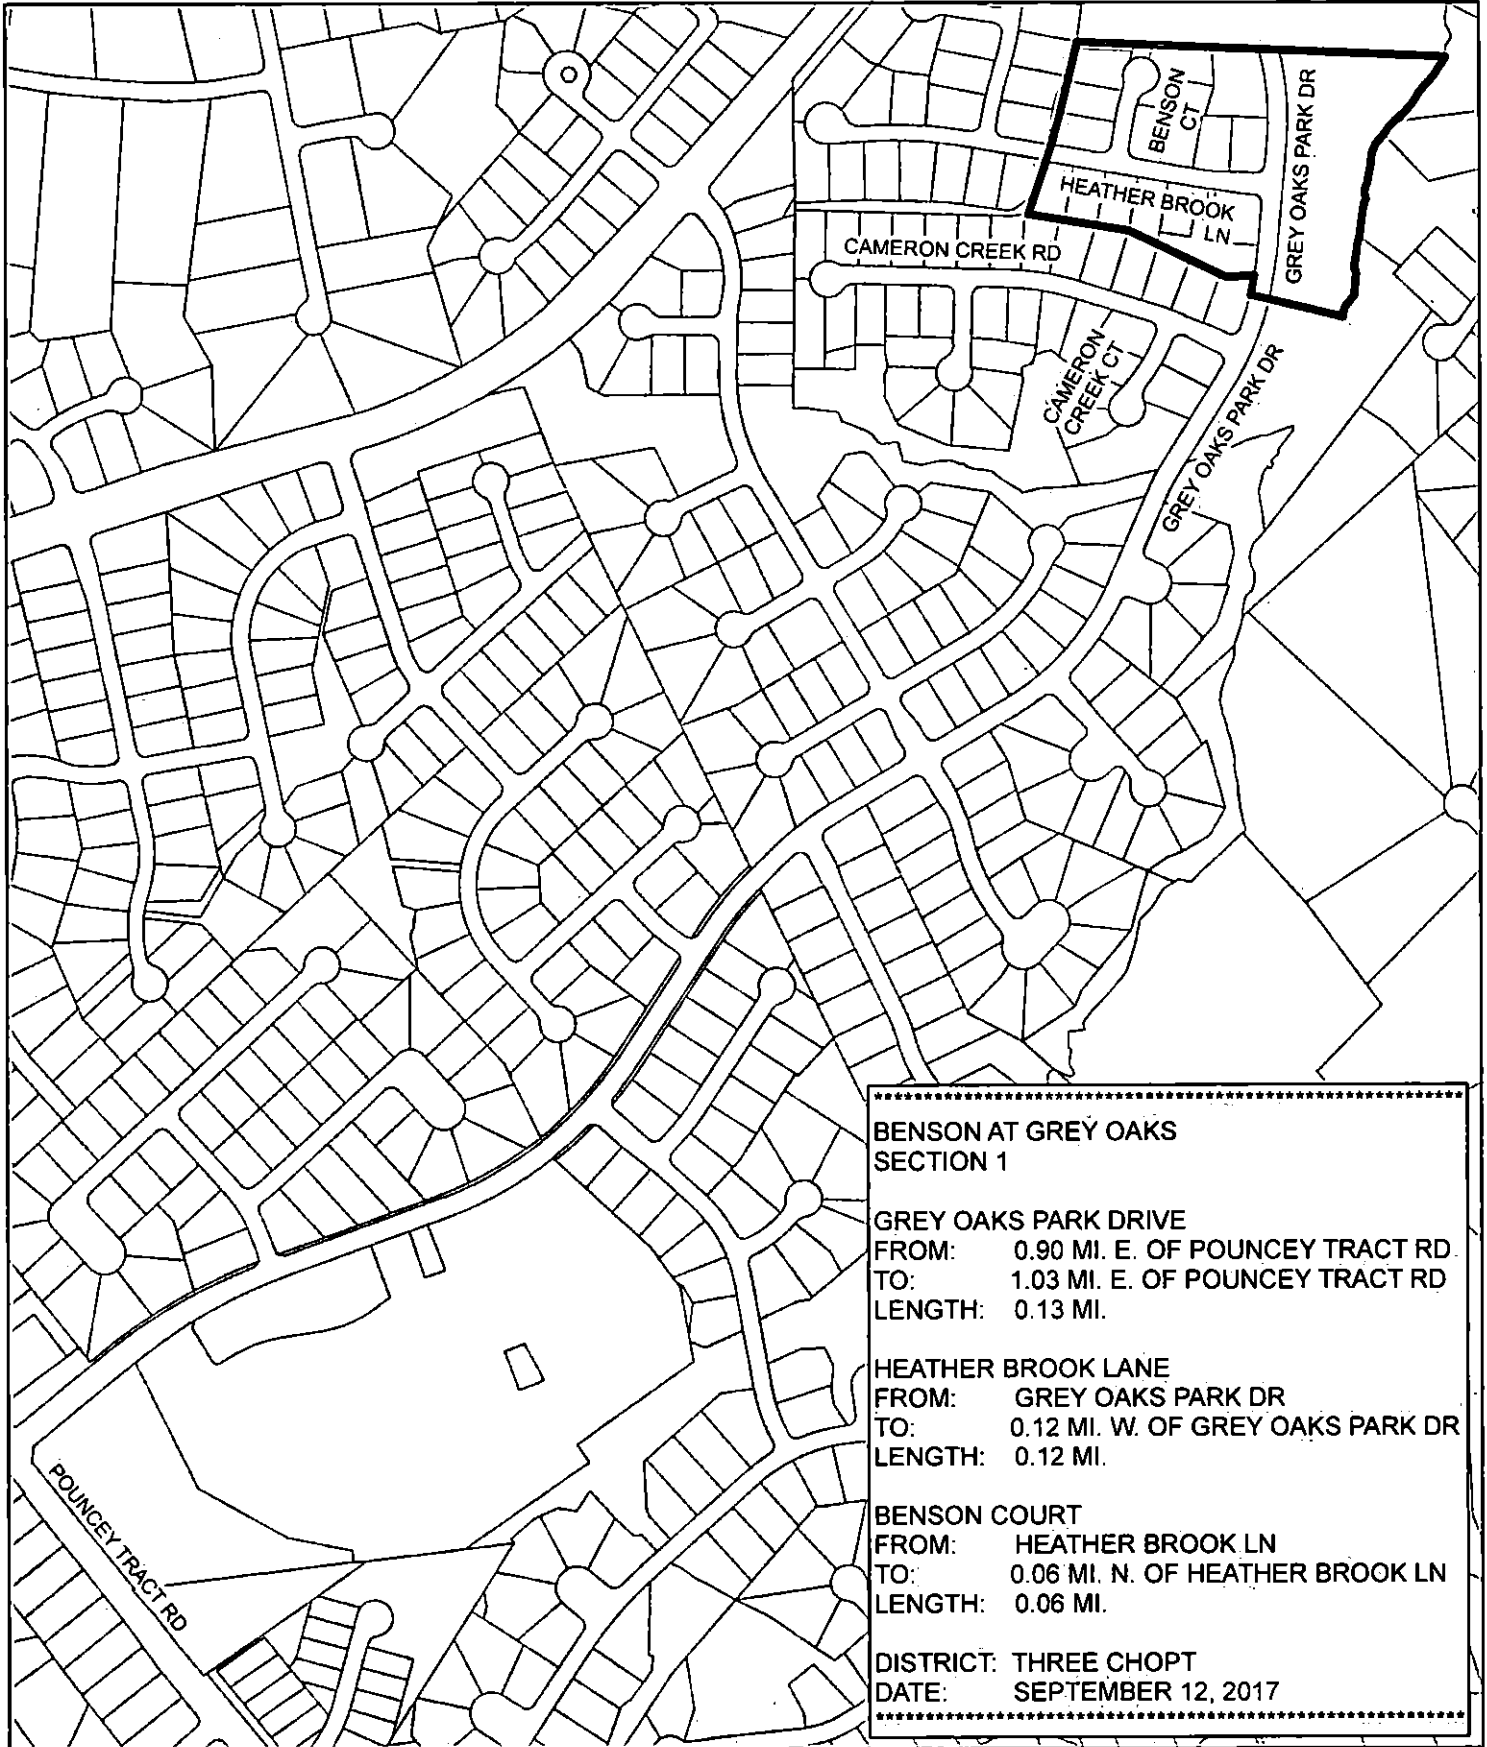 BENSON
CT
GREY OAKS PARK DR
HEATHER BROOK
LN
CAMERON CREEK RD
CAMERON
CREEK CT
GREY OAKS PARK DR
POUNCEY TRACT RD
************************************************************
BENSON AT GREY OAKS
SECTION 1
GREY OAKS PARK DRIVE
FROM: 0.90 MI. E. OF POUNCEY TRACT RD.
TO: 1.03 MI. E. OF POUNCEY TRACT RD
LENGTH: 0.13 MI.
HEATHER BROOK LANE
FROM: GREY OAKS PARK DR
TO: 0.12 MI. W. OF GREY OAKS PARK DR
LENGTH: 0.12 MI.
BENSON COURT
FROM: HEATHER BROOK LN
TO: 0.06 MI. N. OF HEATHER BROOK LN
LENGTH: 0.06 MI.
DISTRICT: THREE CHOPT
DATE: SEPTEMBER 12, 2017
************************************************************